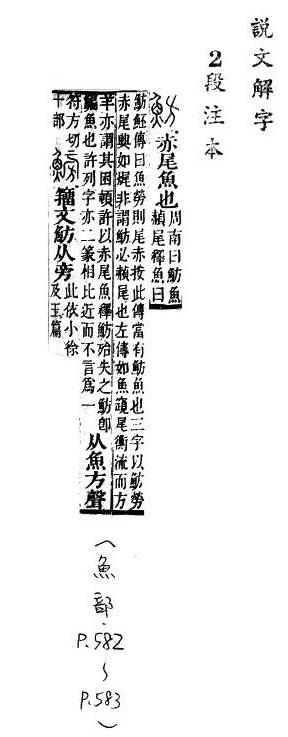 説文解字
2段注本
赤尾魚也
周南曰魴魚
赬尾釋魚曰
魴魾傳曰魚勞則尾赤按此傳當有魴魚也三字以魴勞
赤尾興如非謂魴必赬尾也左傳如魚尾衡流而方
羊亦謂其困頓許以赤尾魚釋魴殆失之魴卽
鯿魚也許列字亦二篆相比近而不言爲一
从魚方聲
符方切
十部
籒文魴从旁
此依小徐
及玉篇
(魚部.
P.582
~
P.583
)